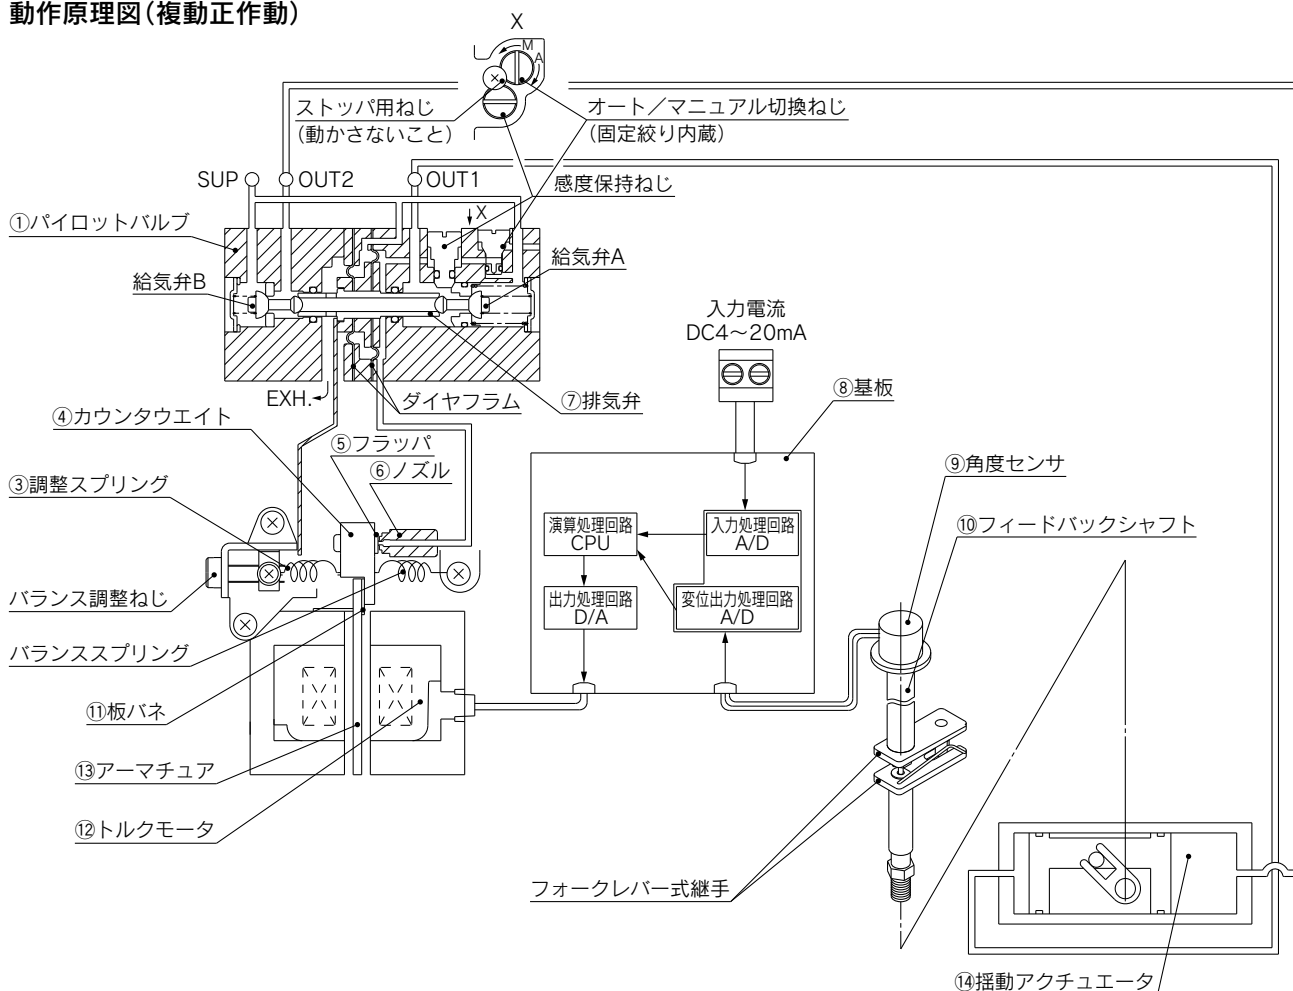 動作原理図(複動正作動)
X
M
A
ストッパ用ねじ
(動かさないこと)
オート／マニュアル切換ねじ
(固定絞り内蔵)
SUP
OUT2
OUT1
感度保持ねじ
①パイロットバルブ
X
給気弁B
給気弁A
入力電流
DC4～20mA
EXH.
ダイヤフラム
⑦排気弁
⑧基板
④カウンタウエイト
⑤フラッパ
⑥ノズル
⑨角度センサ
③調整スプリング
⑩フィードバックシャフト
演算処理回路
CPU
入力処理回路
A/D
バランス調整ねじ
出力処理回路
D/A
変位出力処理回路
A/D
バランススプリング
⑪板バネ
⑬アーマチュア
⑫トルクモータ
フォークレバー式継手
⑭揺動アクチュエータ